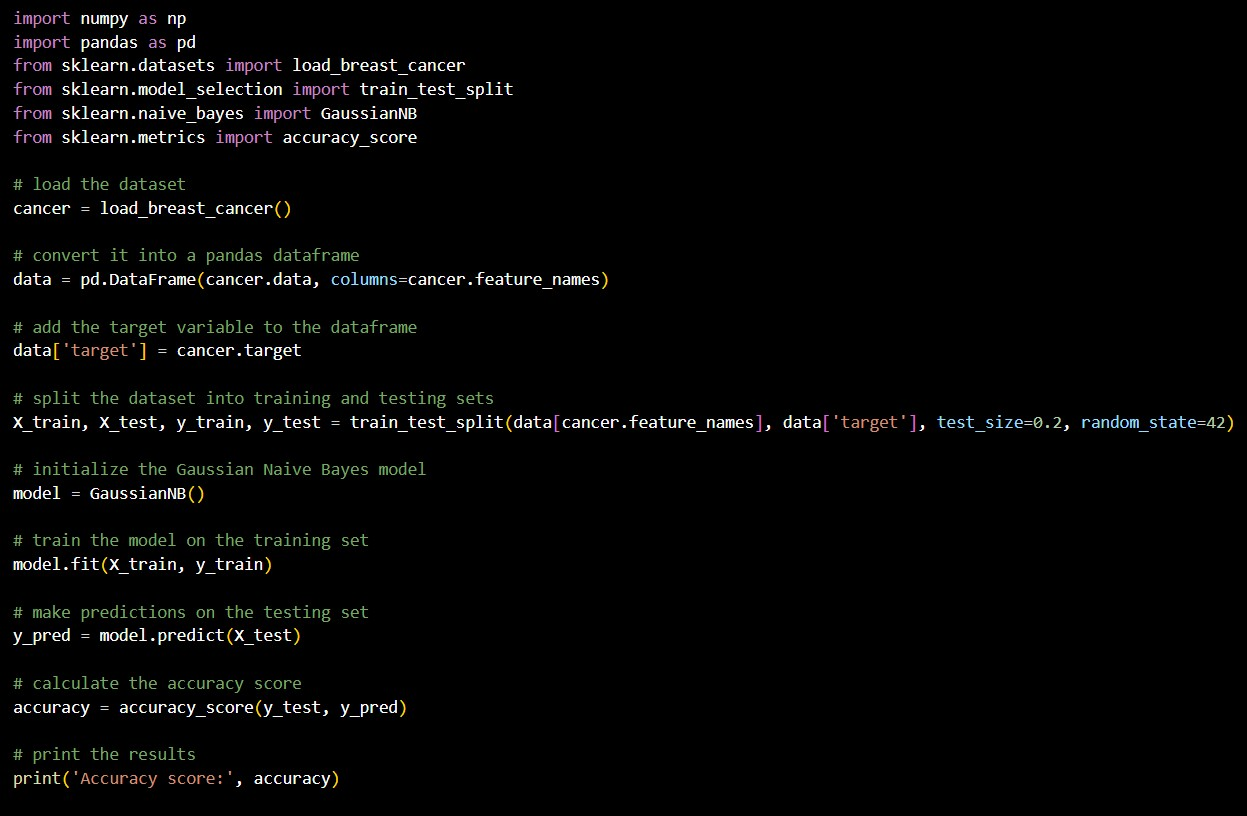 import numpy as np
import pandas as pd
from sklearn.datasets import load_breast_cancer
from sklearn.model_selection import train_test_split
from sklearn.naive_bayes import GaussianNB
from sklearn.metrics import accuracy_score
# load the dataset
cancer = load_breast_cancer()
# convert it into a pandas dataframe
data = pd.DataFrame(cancer.data, columns=cancer.feature_names)
# add the target variable to the dataframe
data['target'] = cancer.target
# split the dataset into training and testing sets
X_train, X_test, y_train, y_test = train_test_split(data[cancer.feature_names], data['target'], test_size=0.2, random_state=42)
# initialize the Gaussian Naive Bayes model
model = GaussianNB()
# train the model on the training set
model.fit(X_train, y_train)
# make predictions on the testing set
y_pred = model.predict(X_test)
# calculate the accuracy score
accuracy = accuracy_score(y_test, y_pred)
# print the results
print('Accuracy score:', accuracy)